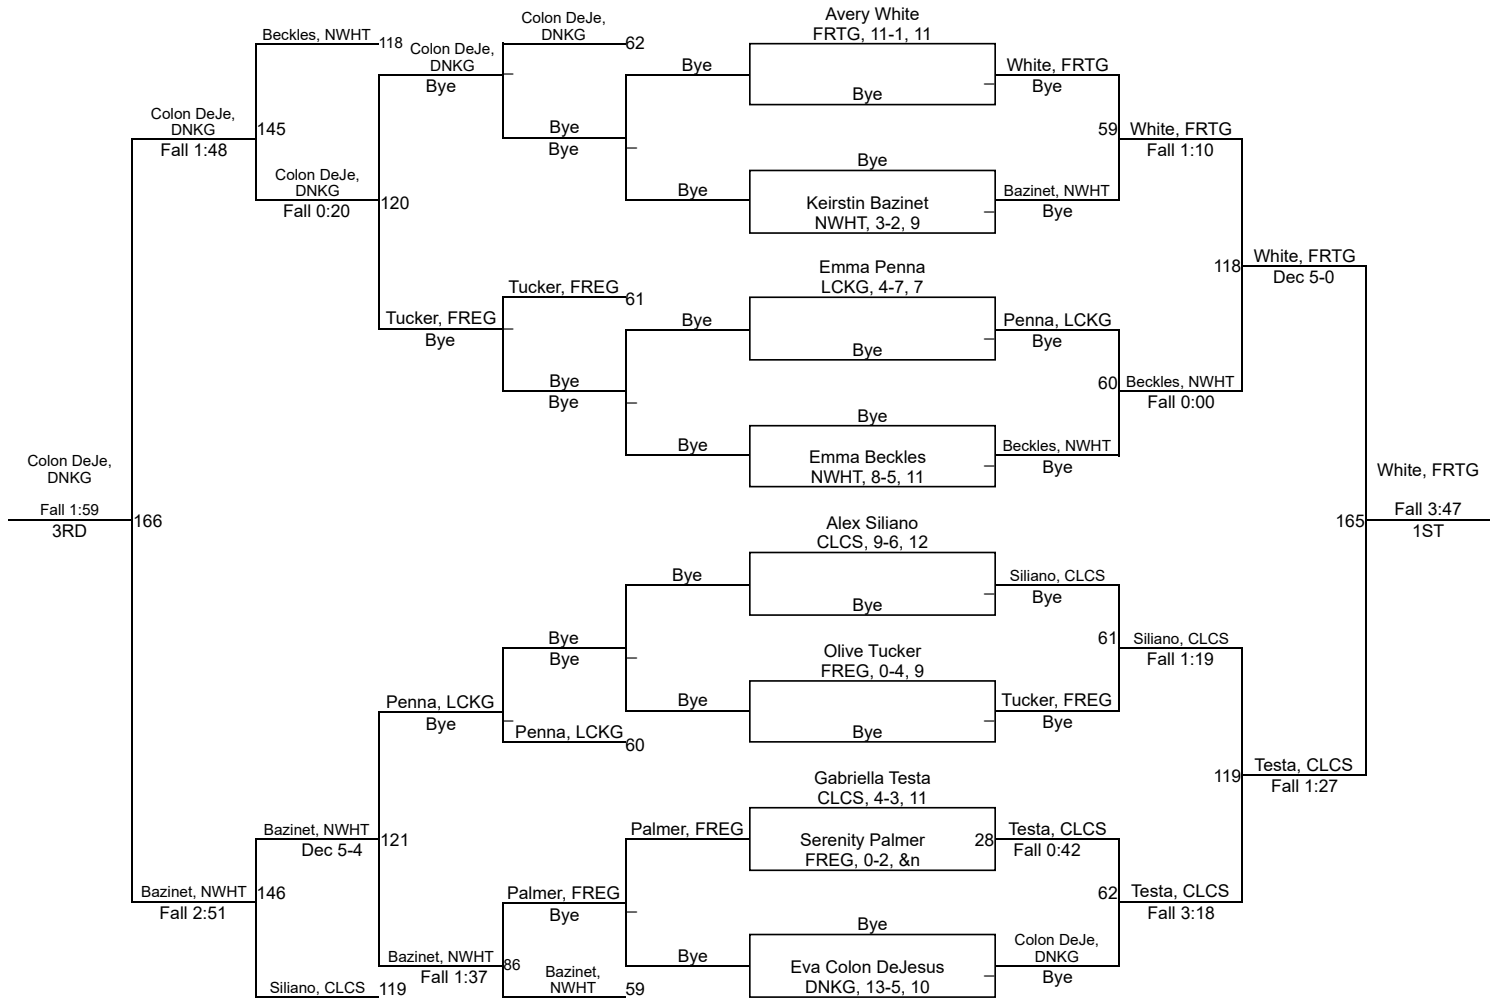 Avery White
FRTG, 11-1, 11
Colon DeJe,
DNKG
62
Beckles, NWHT
118
Colon DeJe,
DNKG
Bye
Bye
Bye
White, FRTG
Bye
Colon DeJe,
DNKG
Fall 1:48
145
Bye
Bye
59
White, FRTG
Fall 1:10
Colon DeJe,
DNKG
Fall 0:20
120
Bye
Bye
Keirstin Bazinet
NWHT, 3-2, 9
Bazinet, NWHT
Bye
118
White, FRTG
Dec 5-0
Emma Penna
LCKG, 4-7, 7
Tucker, FREG
61
Tucker, FREG
Bye
Bye
Bye
Penna, LCKG
Bye
Bye
Bye
60
Beckles, NWHT
Fall 0:00
Bye
Bye
Emma Beckles
NWHT, 8-5, 11
Beckles, NWHT
Bye
Colon DeJe,
DNKG
Fall 1:59
3RD
166
White, FRTG
165
Fall 3:47
1ST
Alex Siliano
CLCS, 9-6, 12
Bye
Bye
Siliano, CLCS
Bye
Bye
Bye
61
Siliano, CLCS
Fall 1:19
Olive Tucker
FREG, 0-4, 9
Penna, LCKG
Bye
Bye
Bye
Tucker, FREG
Bye
Penna, LCKG
60
119
Testa, CLCS
Fall 1:27
Gabriella Testa
CLCS, 4-3, 11
Bazinet, NWHT
Dec 5-4
121
Palmer, FREG
Serenity Palmer
FREG, 0-2, &n
28
Testa, CLCS
Fall 0:42
Bazinet, NWHT
Fall 2:51
146
Palmer, FREG
Bye
62
Testa, CLCS
Fall 3:18
Bye
Bazinet, NWHT
Fall 1:37
86
Bye
Eva Colon DeJesus
DNKG, 13-5, 10
Colon DeJe,
DNKG
Bye
Siliano, CLCS
119
Bazinet,
NWHT
59